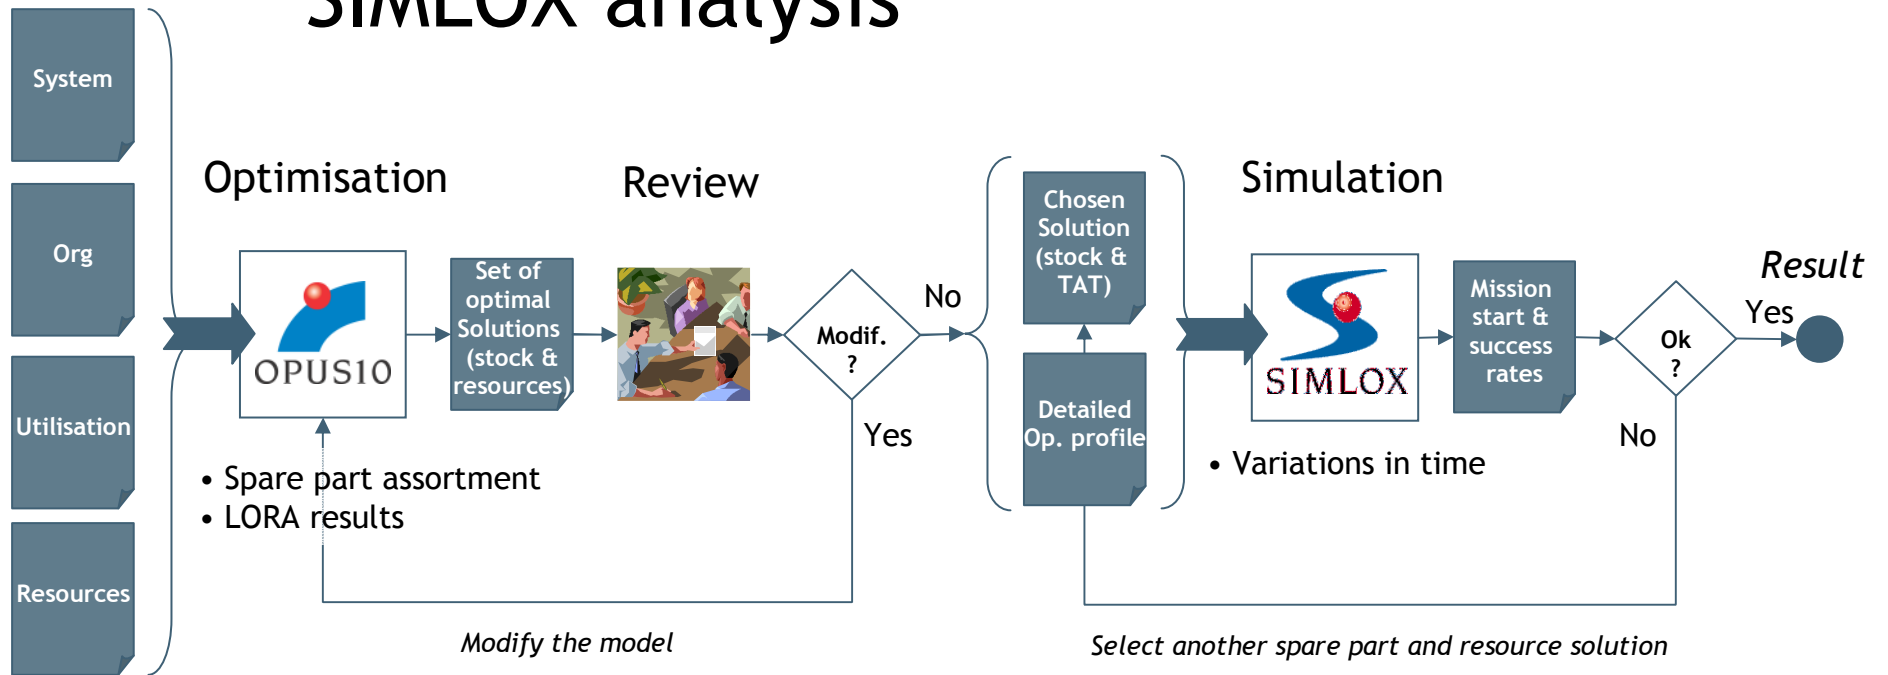 SIMLOX analysis
System
Org
Utilisation
Resources
Optimisation
OPUS10
• Spare part assortment
• LORA results
Set of
optimal
Solutions
(stock &
resources)
Review
Modif.
?
No
Yes
Modify the model
Chosen
Solution
(stock &
TAT)
Detailed
Op. profile
Simulation
SIMLOX
• Variations in time
Mission
start &
success
rates
Ok
?
Yes
No
Result
Select another spare part and resource solution